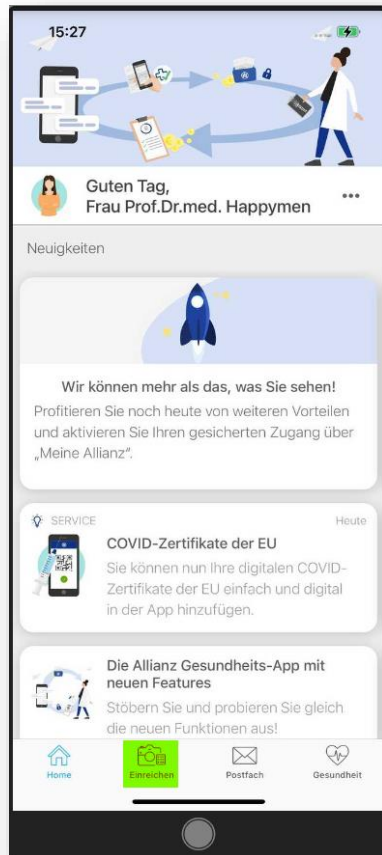 15:27
Guten Tag,
Frau Prof.Dr.med. Happymen
Neuigkeiten
Wir können mehr als das, was Sie sehen!
Profitieren Sie noch heute von weiteren Vorteilen
und aktivieren Sie Ihren gesicherten Zugang über
„Meine Allianz“.
SERVICE
Heute
COVID-Zertifikate der EU
Sie können nun Ihre digitalen COVID-
Zertifikate der EU einfach und digital
in der App hinzufügen.
Die Allianz Gesundheits-App mit
neuen Features
Stöbern Sie und probieren Sie gleich
die neuen Funktionen aus!
Home
Einreichen
Postfach
Gesundheit